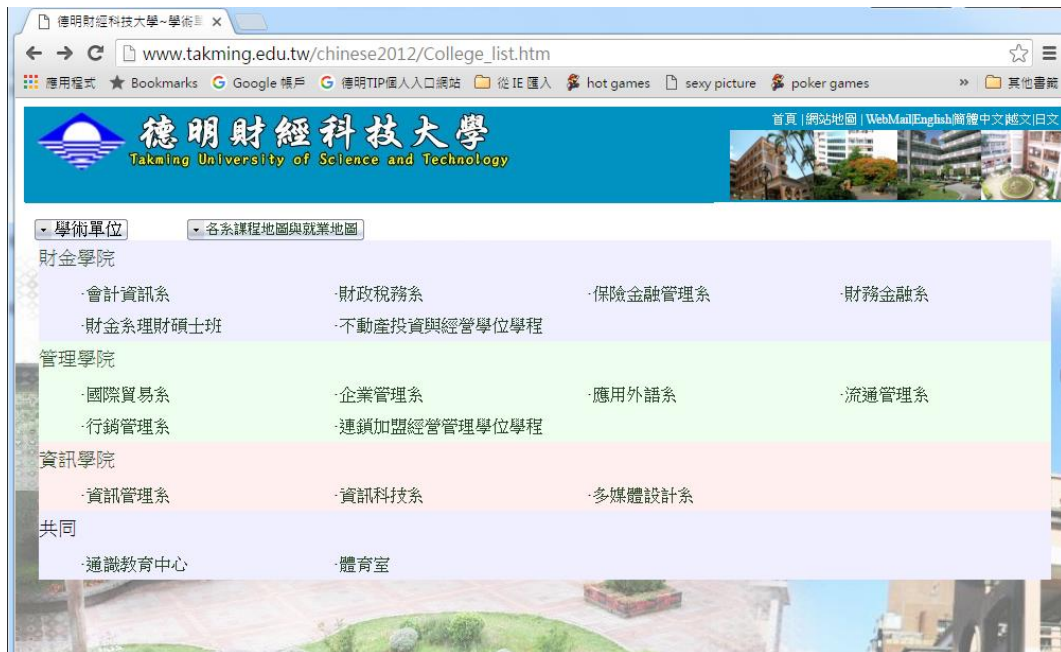 德明財經科技大學~學術
www.takming.edu.tw/chinese2012/College_list.htm
應用程式 Bookmarks Google 帳戶 德明TIP個人入口網站 從 IE 匯入 hot games sexy picture poker games » 其他書籤
首頁|網站地圖|WebMail|English|簡體中文|越文|日文
德明財經科技大學
Takming University of Science and Technology
學術單位 各系課程地圖與就業地圖
財金學院
·會計資訊系 ·財政稅務系 ·保險金融管理系 ·財務金融系
·財金系理財碩士班 ·不動產投資與經營學位學程
管理學院
·國際貿易系 ·企業管理系 ·應用外語系 ·流通管理系
·行銷管理系 ·連鎖加盟經營管理學位學程
資訊學院
·資訊管理系 ·資訊科技系 ·多媒體設計系
共同
·通識教育中心 ·體育室